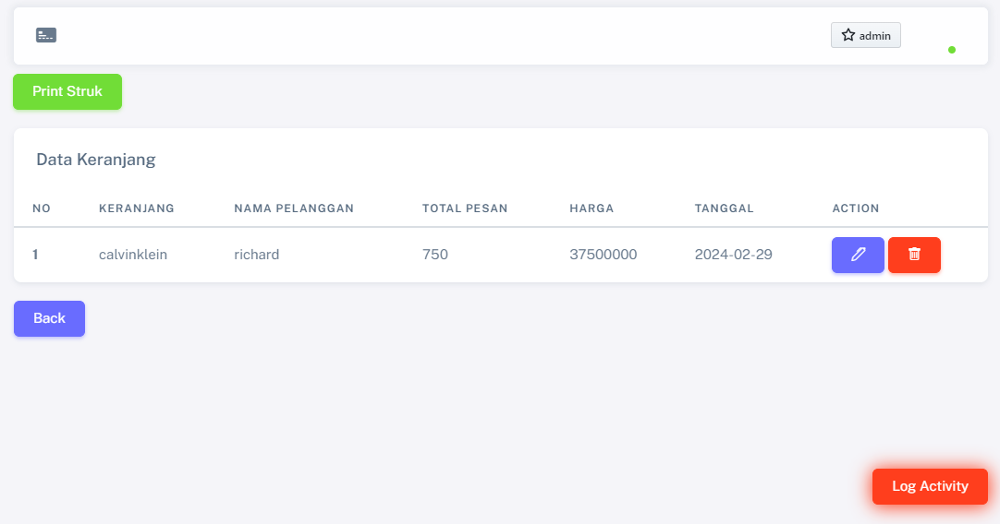 admin
Print Struk
Data Keranjang
NO KERANJANG NAMA PELANGGAN TOTAL PESAN HARGA TANGGAL ACTION
1 calvinklein richard 750 37500000 2024-02-29
Back
Log Activity